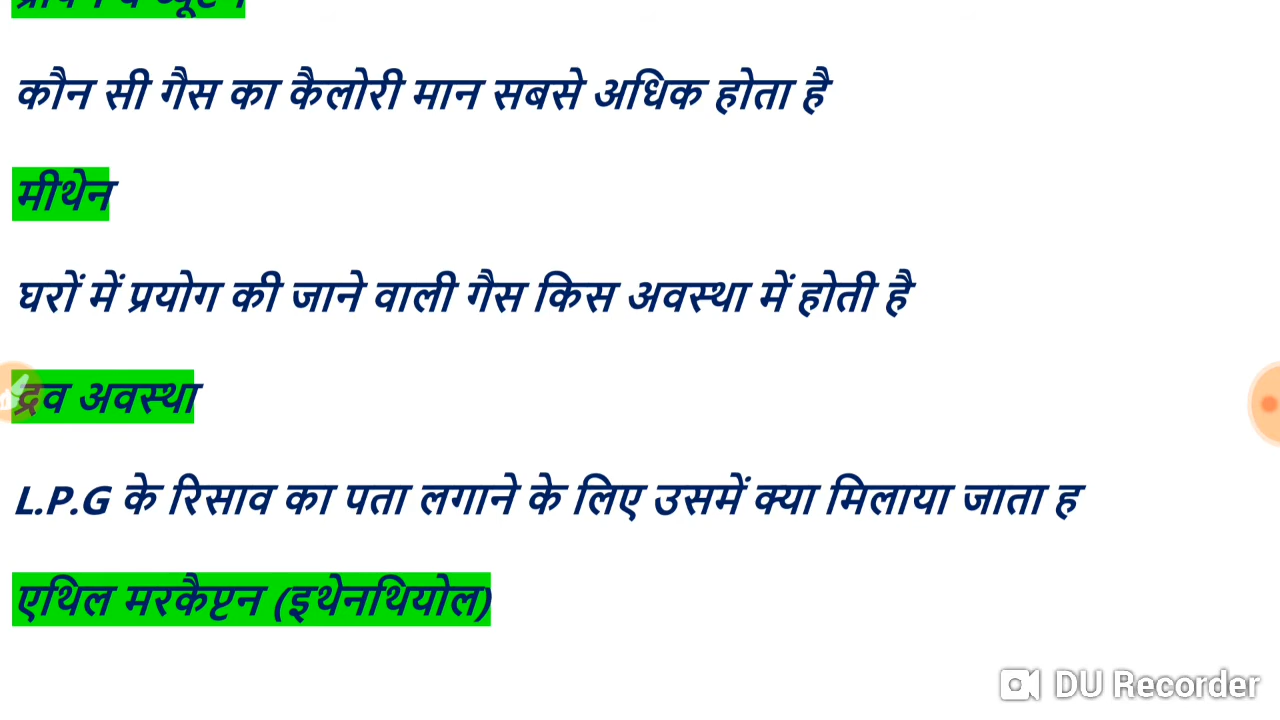 कौन सी गैस का कैलोरी मान सबसे अधिक होता है
मीथेन
घरों में प्रयोग की जाने वाली गैस किस अवस्था में होती है
द्रव अवस्था
L.P.G के रिसाव का पता लगाने के लिए उसमें क्या मिलाया जाता ह
एथिल मरकैप्टन (इथेनथियोल)
DU Recorder